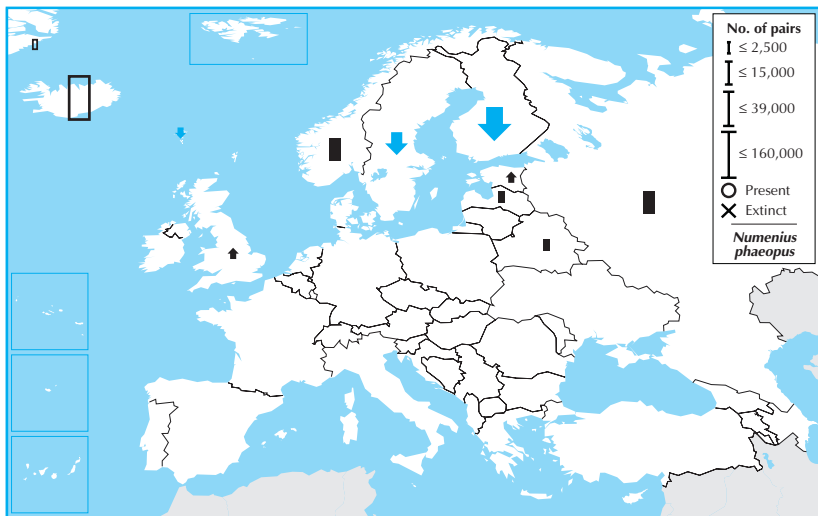 No. of pairs
≤ 2,500
≤ 15,000
≤ 39,000
≤ 160,000
Present
Extinct
Numenius
phaeopus